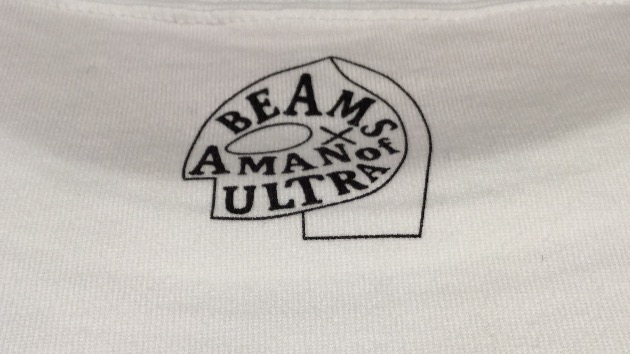 BEAMS
×
A MAN of
ULTRA